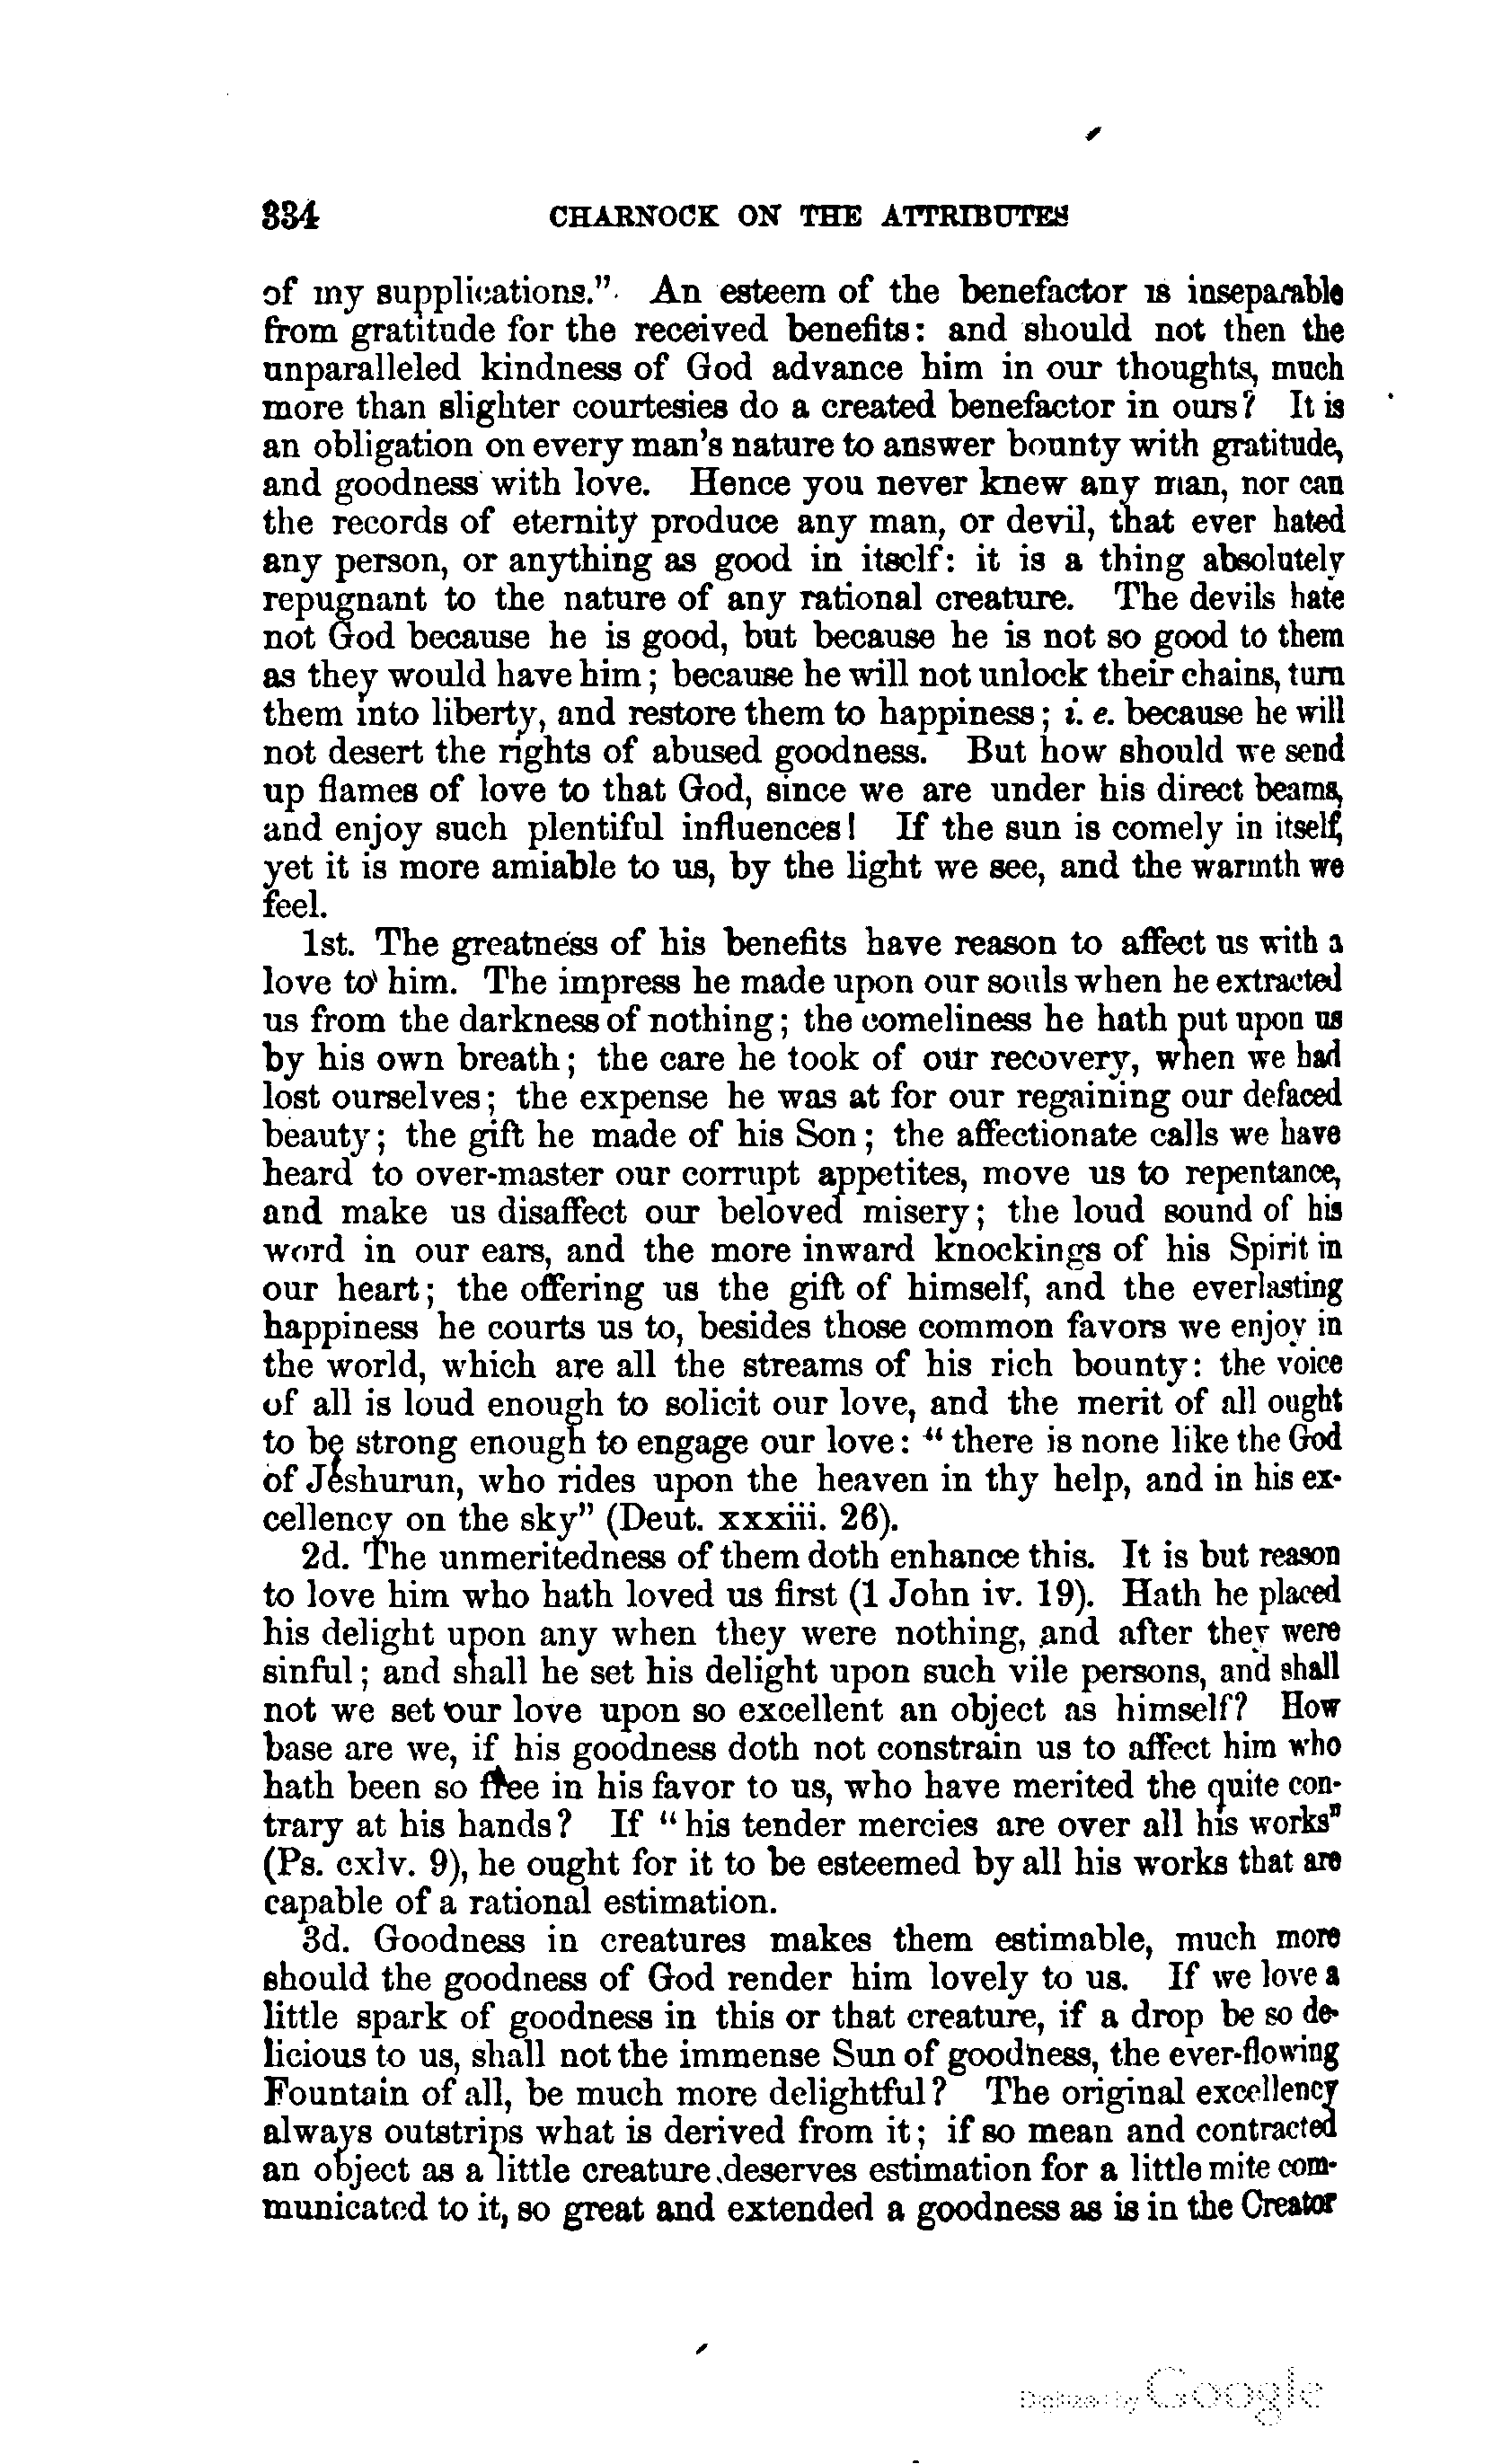 334 CHARNOCK ON THE ATTRIBUTES
of my supplications." An esteem of the benefactor is inseparable
from gratitude for the received benefits: and should not then the
unparalleled kindness of God advance him in our thoughts, much
more than slighter courtesies do a created benefactor in ours? It is
an obligation on every man's nature to answer bounty with gratitude,
and goodness with love. Hence you never knew any man, nor can
the records of eternity produce any man, or devil, that ever hated
any person, or anything as good in itself: it is a thing absolutely
repugnant to the nature of any rational creature. The devils hate
not God because he is good, but because he is not so good to them
as they would have him; because he will not unlock their chains, turn
them into liberty, and restore them to happiness; i. e. because he will
not desert the rights of abused goodness. But how should we send
up flames of love to that God, since we are under his direct beams,
and enjoy such plentiful influences! If the sun is comely in itself,
yet it is more amiable to us, by the light we see, and the warmth we
feel.
1st. The greatness of his benefits have reason to affect us with a
love to him. The impress he made upon our souls when he extracted
us from the darkness of nothing; the comeliness he hath put upon us
by his own breath; the care he took of our recovery, when we had
lost ourselves; the expense he was at for our regaining our defaced
beauty; the gift he made of his Son; the affectionate calls we have
heard to over-master our corrupt appetites, move us to repentance,
and make us disaffect our beloved misery; the loud sound of his
word in our ears, and the more inward knockings of his Spirit in
our heart; the offering us the gift of himself, and the everlasting
happiness he courts us to, besides those common favors we enjoy in
the world, which are all the streams of his rich bounty: the voice
of all is loud enough to solicit our love, and the merit of all ought
to be strong enough to engage our love: "there is none like the God
of Jeshurun, who rides upon the heaven in thy help, and in his ex-
cellency on the sky" (Deut. xxxiii. 26).
2d. The unmeritedness of them doth enhance this. It is but reason
to love him who hath loved us first (1 John iv. 19). Hath he placed
his delight upon any when they were nothing, and after they were
sinful; and shall he set his delight upon such vile persons, and shall
not we set our love upon so excellent an object as himself? How
base are we, if his goodness doth not constrain us to affect him who
hath been so free in his favor to us, who have merited the quite con-
trary at his hands? If "his tender mercies are over all his works"
(Ps. cxlv. 9), he ought for it to be esteemed by all his works that are
capable of a rational estimation.
3d. Goodness in creatures makes them estimable, much more
should the goodness of God render him lovely to us. If we love a
little spark of goodness in this or that creature, if a drop be so de-
licious to us, shall not the immense Sun of goodness, the ever-flowing
Fountain of all, be much more delightful? The original excellency
always outstrips what is derived from it; if so mean and contracted
an object as a little creature deserves estimation for a little mite com-
municated to it, so great and extended a goodness as is in the Creator
Digitized by Google